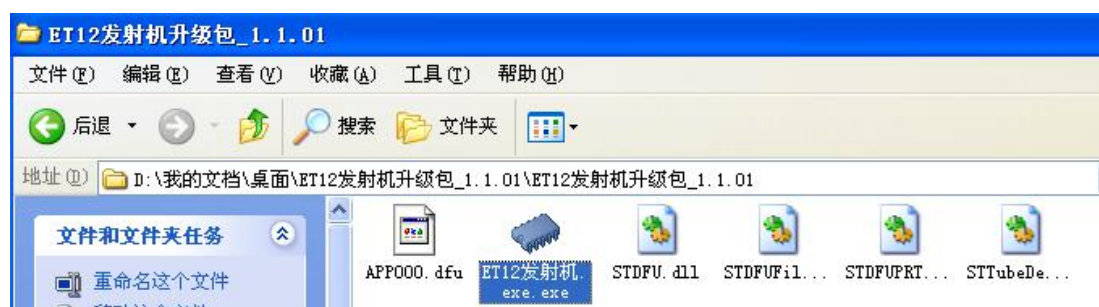 ET12发射机升级包_1.1.01
文件(F) 编辑(E) 查看(V) 收藏(A) 工具(T) 帮助(H)
后退 搜索 文件夹
地址(D) D:\我的文档\桌面\ET12发射机升级包_1.1.01\ET12发射机升级包_1.1.01
文件和文件夹任务
重命名这个文件
APP000.dfu ET12发射机. STDFU.dll STDFUFil... STDFUPRT... STTubeDe...
exe.exe